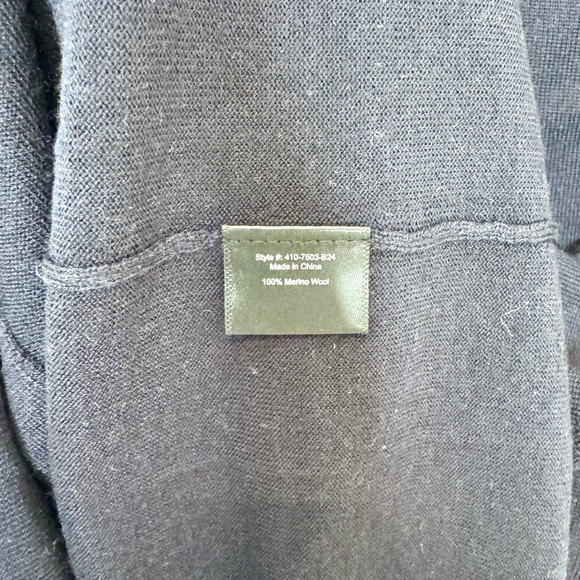 Style #: 410-7503-B24
Made in China
100% Merino Wool